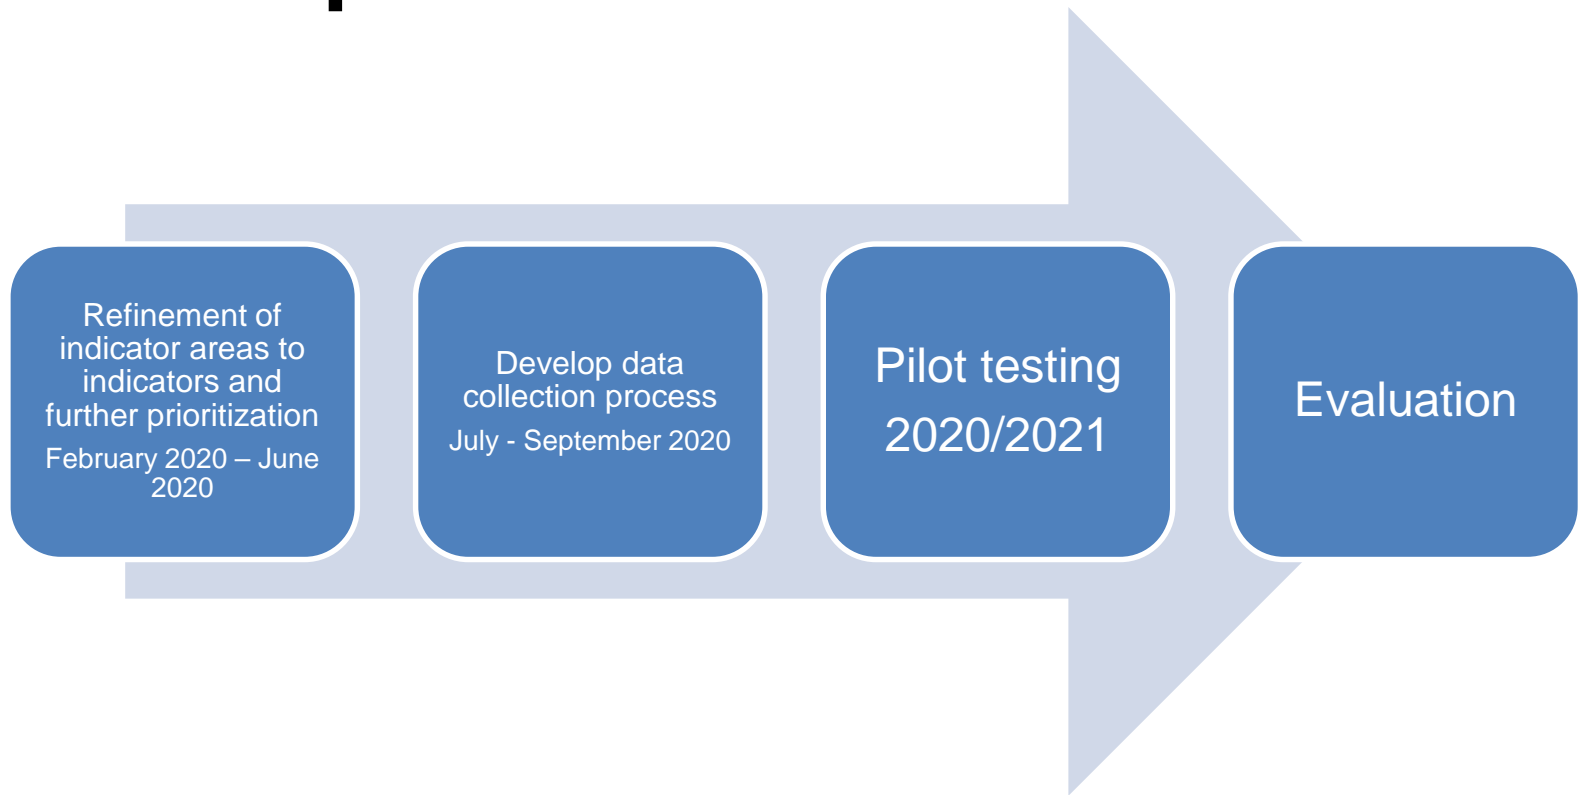 Refinement of
indicator areas to
indicators and
further prioritization
February 2020 – June
2020
Develop data
collection process
July - September 2020
Pilot testing
2020/2021
Evaluation